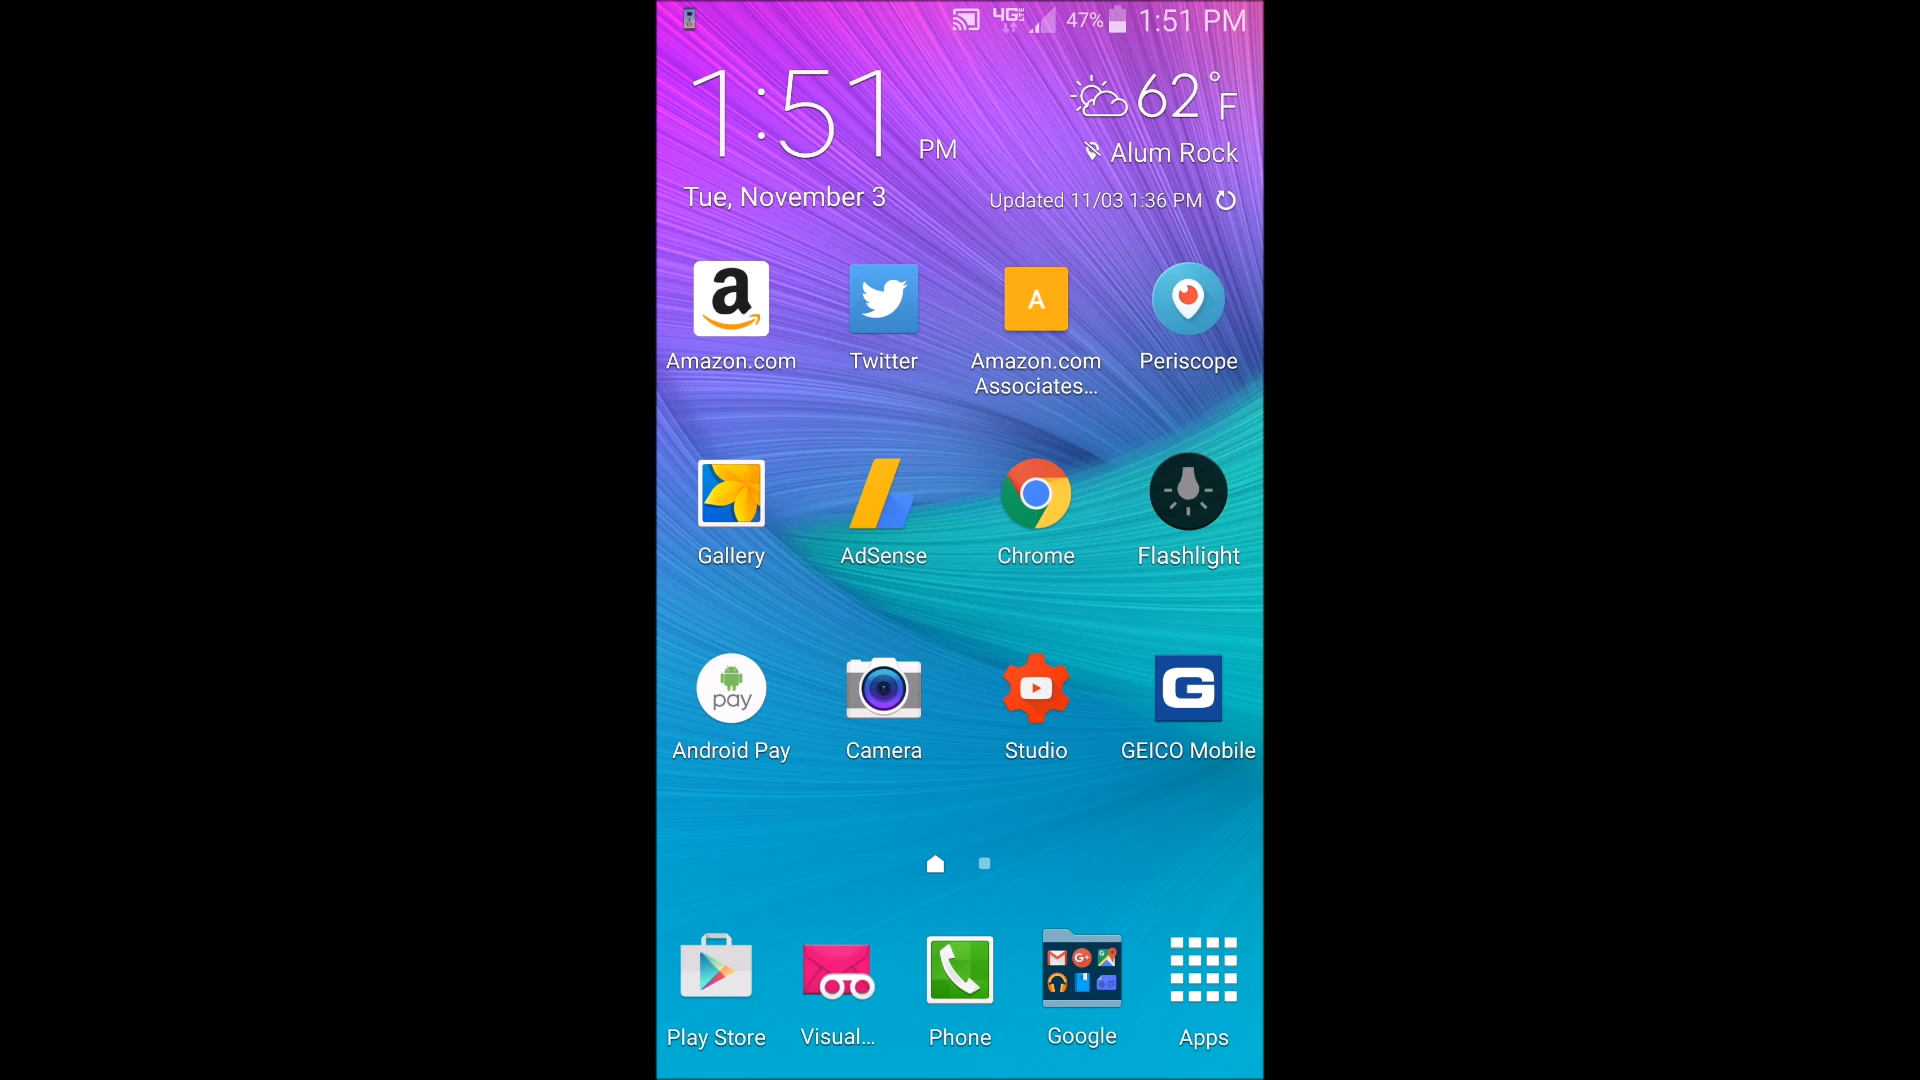 4G LTE 47% 1:51 PM
1:51 PM
62°F
Alum Rock
Tue, November 3
Updated 11/03 1:36 PM
a
A
Amazon.com
Twitter
Amazon.com
Associates...
Periscope
Gallery
AdSense
Chrome
Flashlight
pay
G
Android Pay
Camera
Studio
GEICO Mobile
G+
Play Store
Visual...
Phone
Google
Apps